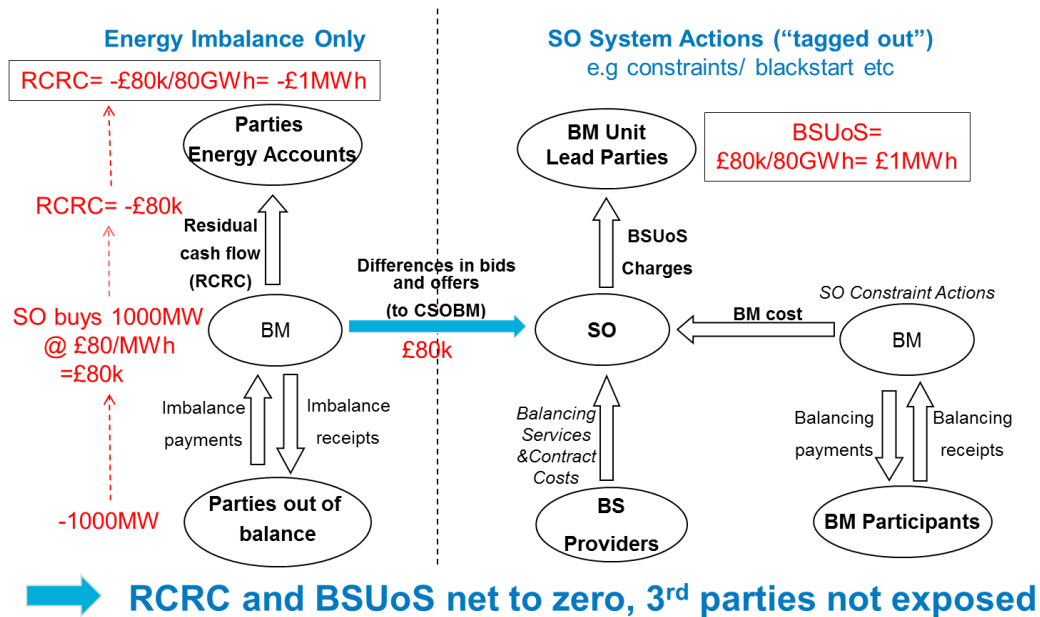 Energy Imbalance Only
RCRC= -£80k/80GWh= -£1MWh
Parties
Energy Accounts
RCRC= -£80k
Residual
cash flow
(RCRC)
SO buys 1000MW
@ £80/MWh
=£80k
BM
Differences in bids
and offers
(to CSOBM)
£80k
Imbalance
payments
Imbalance
receipts
-1000MW
Parties out of
balance
SO System Actions (“tagged out”)
e.g constraints/ blackstart etc
BM Unit
Lead Parties
BSUoS=
£80k/80GWh= £1MWh
BSUoS
Charges
SO
BM cost
SO Constraint Actions
BM
Balancing
Services
&Contract
Costs
Balancing
payments
Balancing
receipts
BS
Providers
BM Participants
RCRC and BSUoS net to zero, 3rd parties not exposed